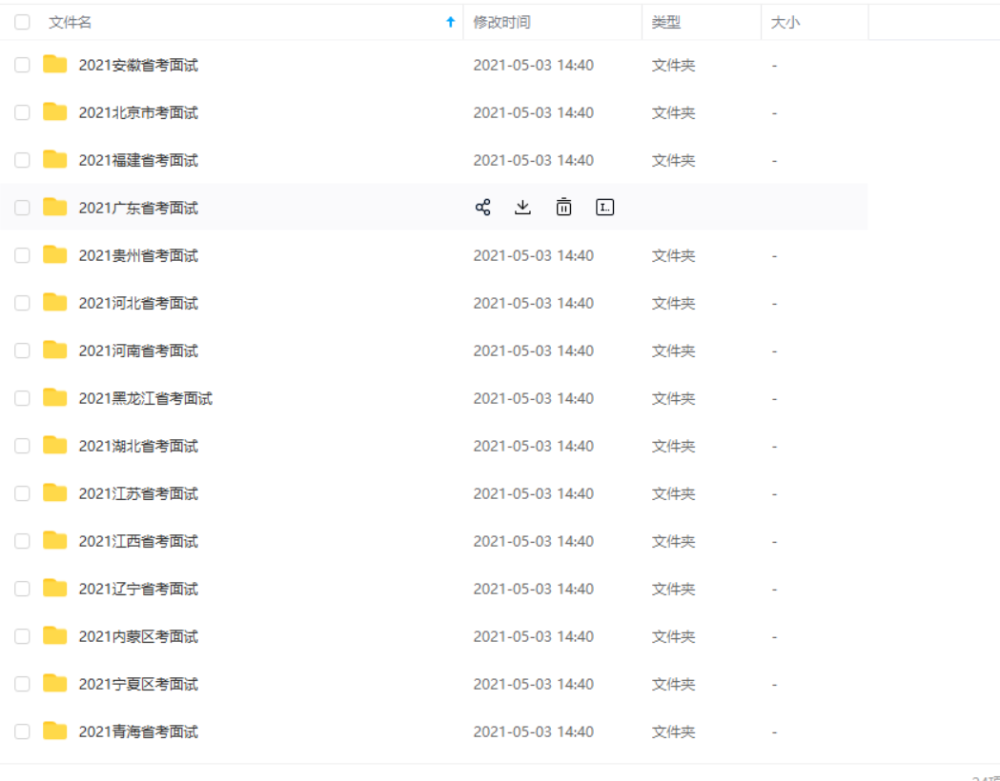 文件名 修改时间 类型 大小
2021安徽省考面试 2021-05-03 14:40 文件夹 -
2021北京市考面试 2021-05-03 14:40 文件夹 -
2021福建省考面试 2021-05-03 14:40 文件夹 -
2021广东省考面试
2021贵州省考面试 2021-05-03 14:40 文件夹 -
2021河北省考面试 2021-05-03 14:40 文件夹 -
2021河南省考面试 2021-05-03 14:40 文件夹 -
2021黑龙江省考面试 2021-05-03 14:40 文件夹 -
2021湖北省考面试 2021-05-03 14:40 文件夹 -
2021江苏省考面试 2021-05-03 14:40 文件夹 -
2021江西省考面试 2021-05-03 14:40 文件夹 -
2021辽宁省考面试 2021-05-03 14:40 文件夹 -
2021内蒙区考面试 2021-05-03 14:40 文件夹 -
2021宁夏区考面试 2021-05-03 14:40 文件夹 -
2021青海省考面试 2021-05-03 14:40 文件夹 -